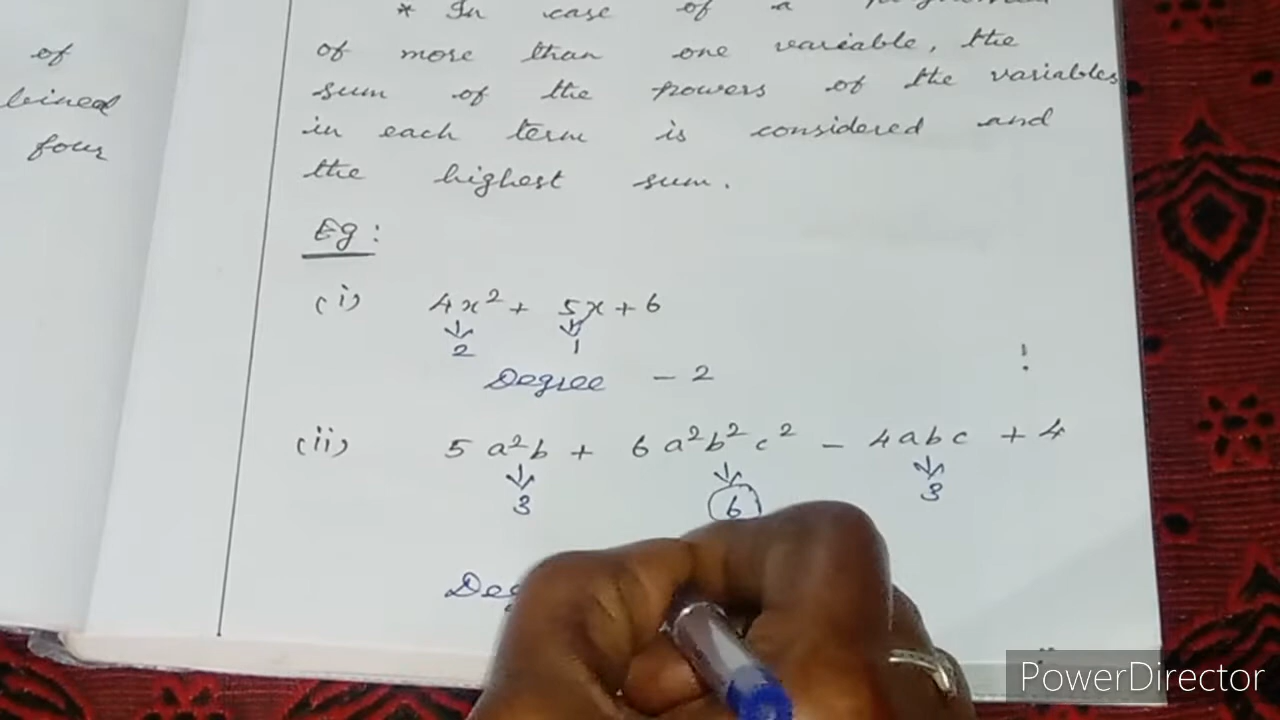 of
bined
four
* In case of a
of more than one variable, the
sum of the powers of the variables
in each term is considered and
the highest sum.
Eg :
(i) 4x² + 5x + 6
2 1
Degree - 2
(ii) 5 a²b + 6 a²b²c² - 4abc + 4
3 6 3
Deg
PowerDirector